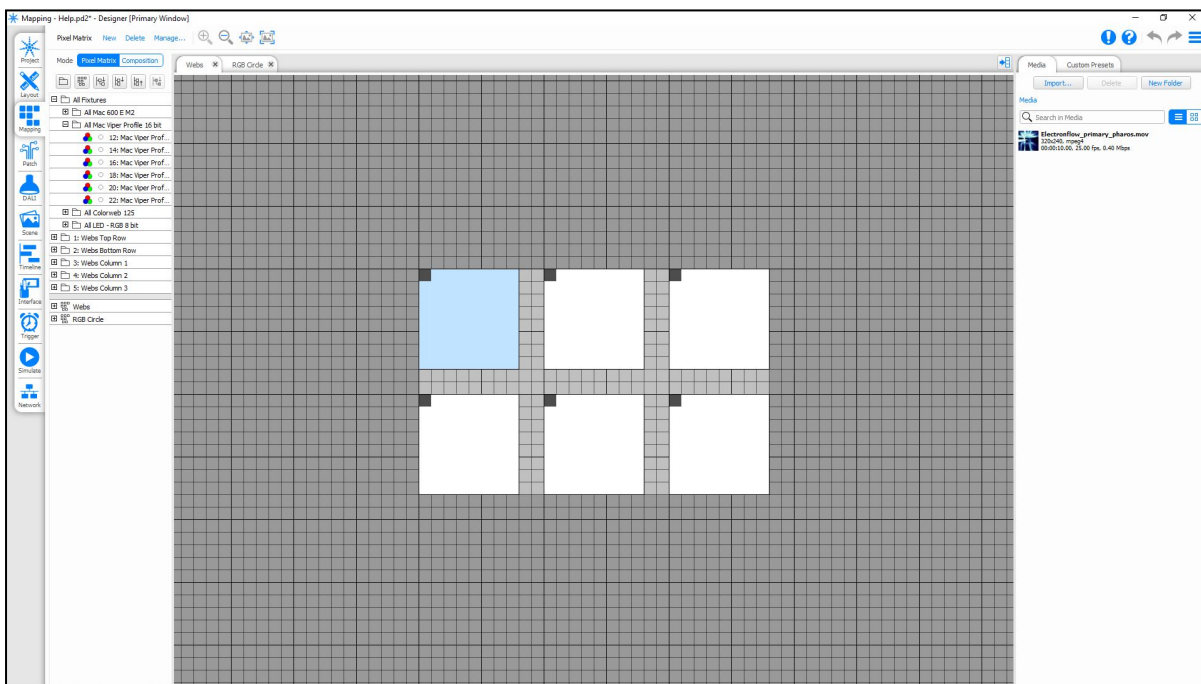 Mapping - Help.pd2* - Designer [Primary Window]
Project
Layout
Mapping
Patch
DALI
Scene
Timeline
Interface
Trigger
Simulate
Network
Pixel Matrix New Delete Manage...
Mode Pixel Matrix Composition
All Fixtures
All Mac 600 E M2
All Mac Viper Profile 16 bit
12: Mac Viper Prof...
14: Mac Viper Prof...
16: Mac Viper Prof...
18: Mac Viper Prof...
20: Mac Viper Prof...
22: Mac Viper Prof...
All Colorweb 125
All LED - RGB 8 bit
1: Webs Top Row
2: Webs Bottom Row
3: Webs Column 1
4: Webs Column 2
5: Webs Column 3
Webs
RGB Circle
Webs RGB Circle
Media Custom Presets
Import... Delete New Folder
Media
Search in Media
Electronflow_primary_pharos.mov
320x240, mpeg4
00:00:10.00, 25.00 fps, 0.40 Mbps